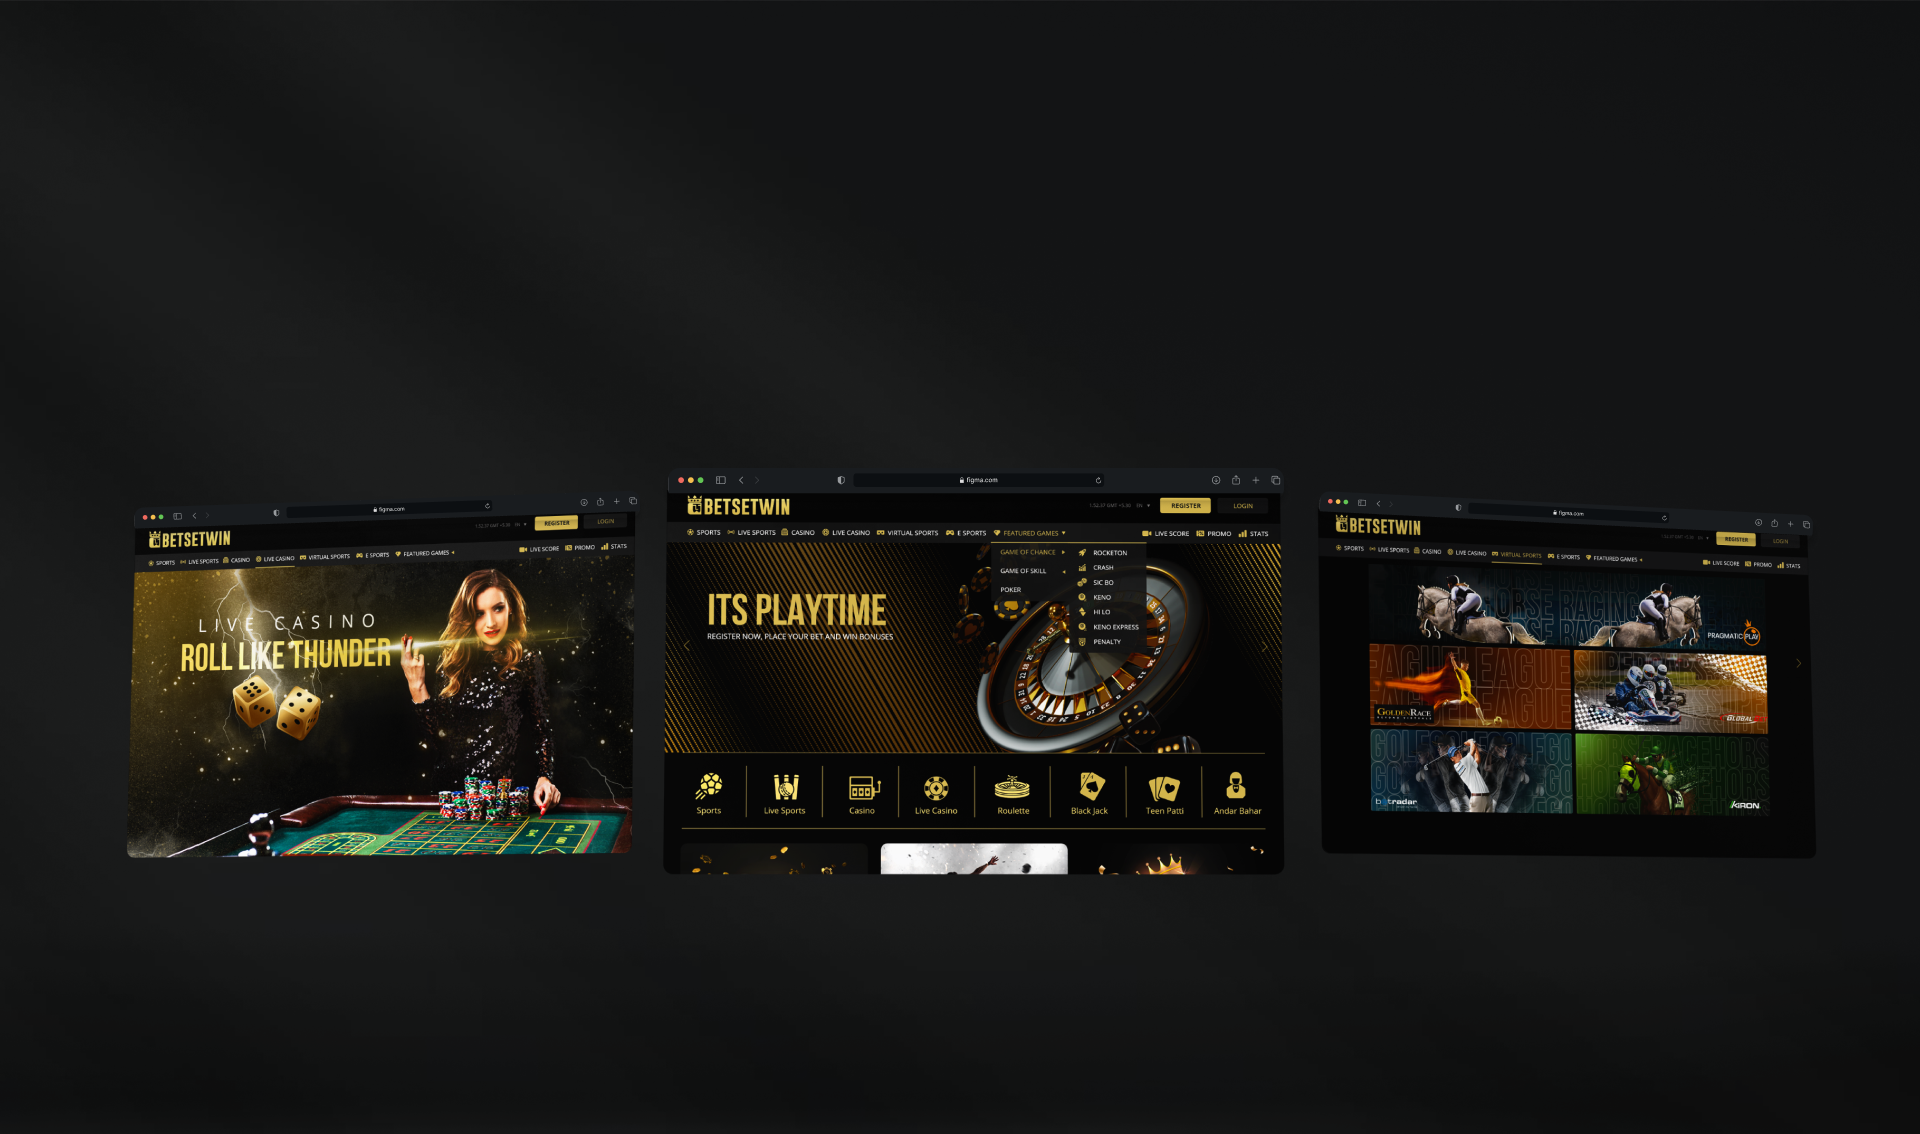 figma.com
BETSETWIN
REGISTER
LOGIN
SPORTS LIVE SPORTS CASINO LIVE CASINO VIRTUAL SPORTS E SPORTS FEATURED GAMES LIVE SCORE PROMO STATS
LIVE CASINO
ROLL LIKE THUNDER
figma.com
BETSETWIN
EN
REGISTER
LOGIN
SPORTS LIVE SPORTS CASINO LIVE CASINO VIRTUAL SPORTS E SPORTS FEATURED GAMES LIVE SCORE PROMO STATS
GAME OF CHANCE
GAME OF SKILL
POKER
ROCKETON
CRASH
SIC BO
KENO
HI LO
KENO EXPRESS
PENALTY
ITS PLAYTIME
REGISTER NOW, PLACE YOUR BET AND WIN BONUSES
Sports
Live Sports
Casino
Live Casino
Roulette
Black Jack
Teen Patti
Andar Bahar
figma.com
BETSETWIN
REGISTER
LOGIN
SPORTS LIVE SPORTS CASINO LIVE CASINO VIRTUAL SPORTS E SPORTS FEATURED GAMES LIVE SCORE PROMO STATS
HORSE RACING
PRAGMATIC PLAY
LEAGUE LEAGUE
GOLDENRACE
GLOBAL
GOLF GOLF
betradar
HORSE RACE HORS
KIRON